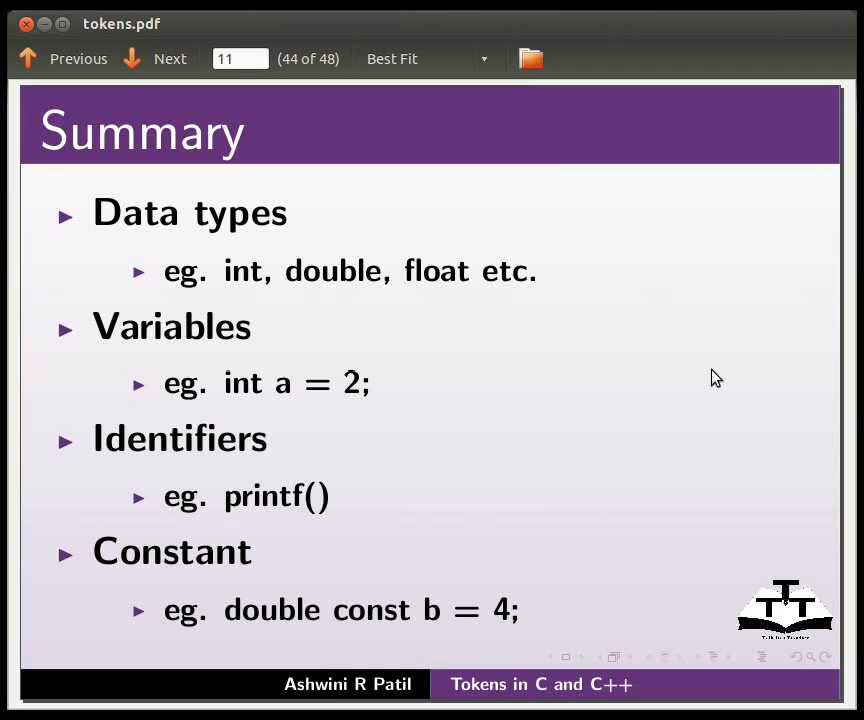 tokens.pdf
Previous Next 11 (44 of 48) Best Fit
Summary
Data types
eg. int, double, float etc.
Variables
eg. int a = 2;
Identifiers
eg. printf()
Constant
eg. double const b = 4;
TTT
Ashwini R Patil Tokens in C and C++